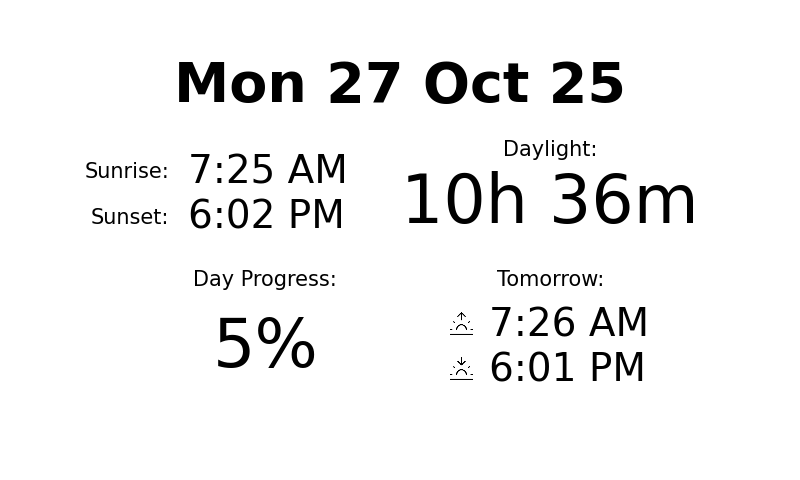 Mon 27 Oct 25
Sunrise: 7:25 AM
Sunset: 6:02 PM
Daylight:
10h 36m
Day Progress:
5%
Tomorrow:
7:26 AM
6:01 PM